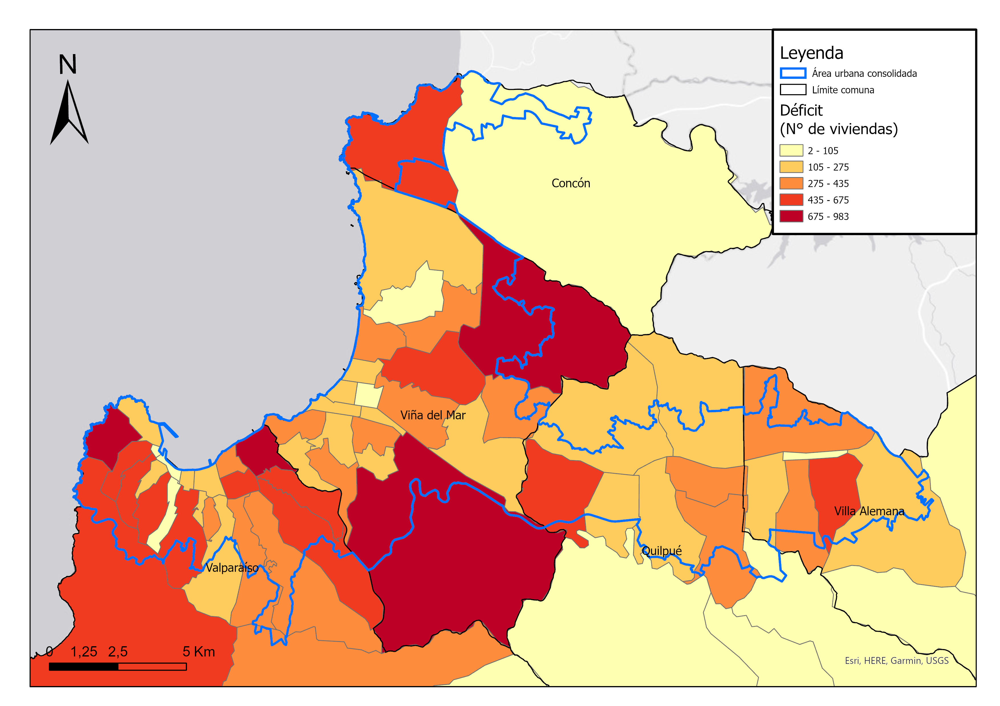 N
Leyenda
Área urbana consolidada
Límite comuna
Déficit
(N° de viviendas)
2 - 105
105 - 275
275 - 435
435 - 675
675 - 983
Concón
Viña del Mar
Villa Alemana
Quilpué
Valparaíso
0 1,25 2,5 5 Km
Esri, HERE, Garmin, USGS